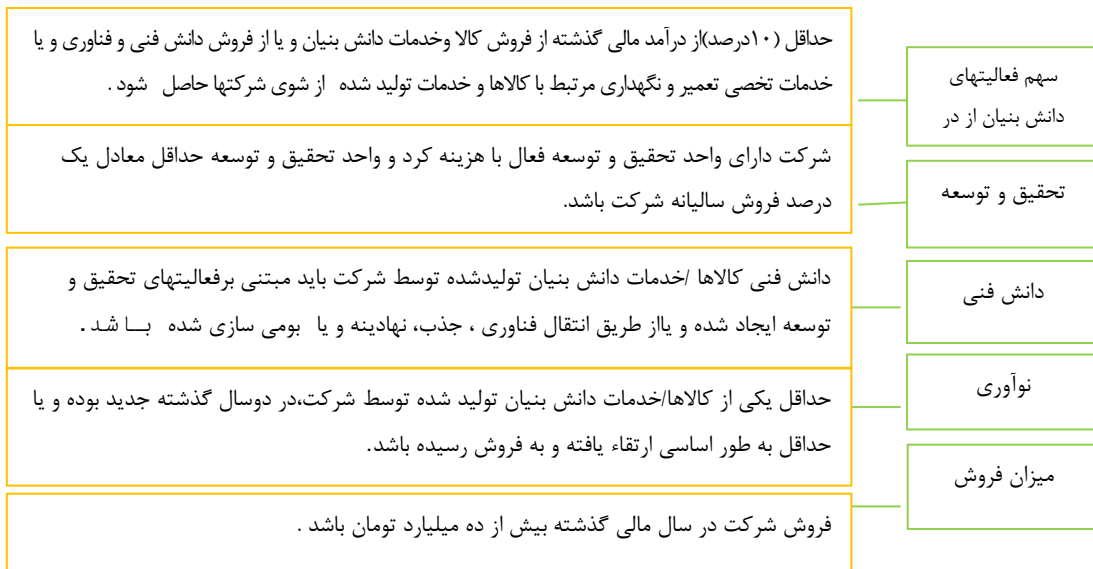 سهم فعالیتهای
دانش بنیان از در
حداقل (۱۰درصد)از درآمد مالی گذشته از فروش کالا وخدمات دانش بنیان و یا از فروش دانش فنی و فناوری و یا
خدمات تخصی تعمیر و نگهداری مرتبط با کالاها و خدمات تولید شده از شوی شرکتها حاصل شود .
تحقیق و توسعه
شرکت دارای واحد تحقیق و توسعه فعال با هزینه کرد و واحد تحقیق و توسعه حداقل معادل یک
درصد فروش سالیانه شرکت باشد.
دانش فنی
دانش فنی کالاها /خدمات دانش بنیان تولیدشده توسط شرکت باید مبتنی برفعالیتهای تحقیق و
توسعه ایجاد شده و یااز طریق انتقال فناوری ، جذب، نهادینه و یا بومی سازی شده بــا شد .
نوآوری
حداقل یکی از کالاها/خدمات دانش بنیان تولید شده توسط شرکت،در دوسال گذشته جدید بوده و یا
حداقل به طور اساسی ارتقاء یافته و به فروش رسیده باشد.
میزان فروش
فروش شرکت در سال مالی گذشته بیش از ده میلیارد تومان باشد .